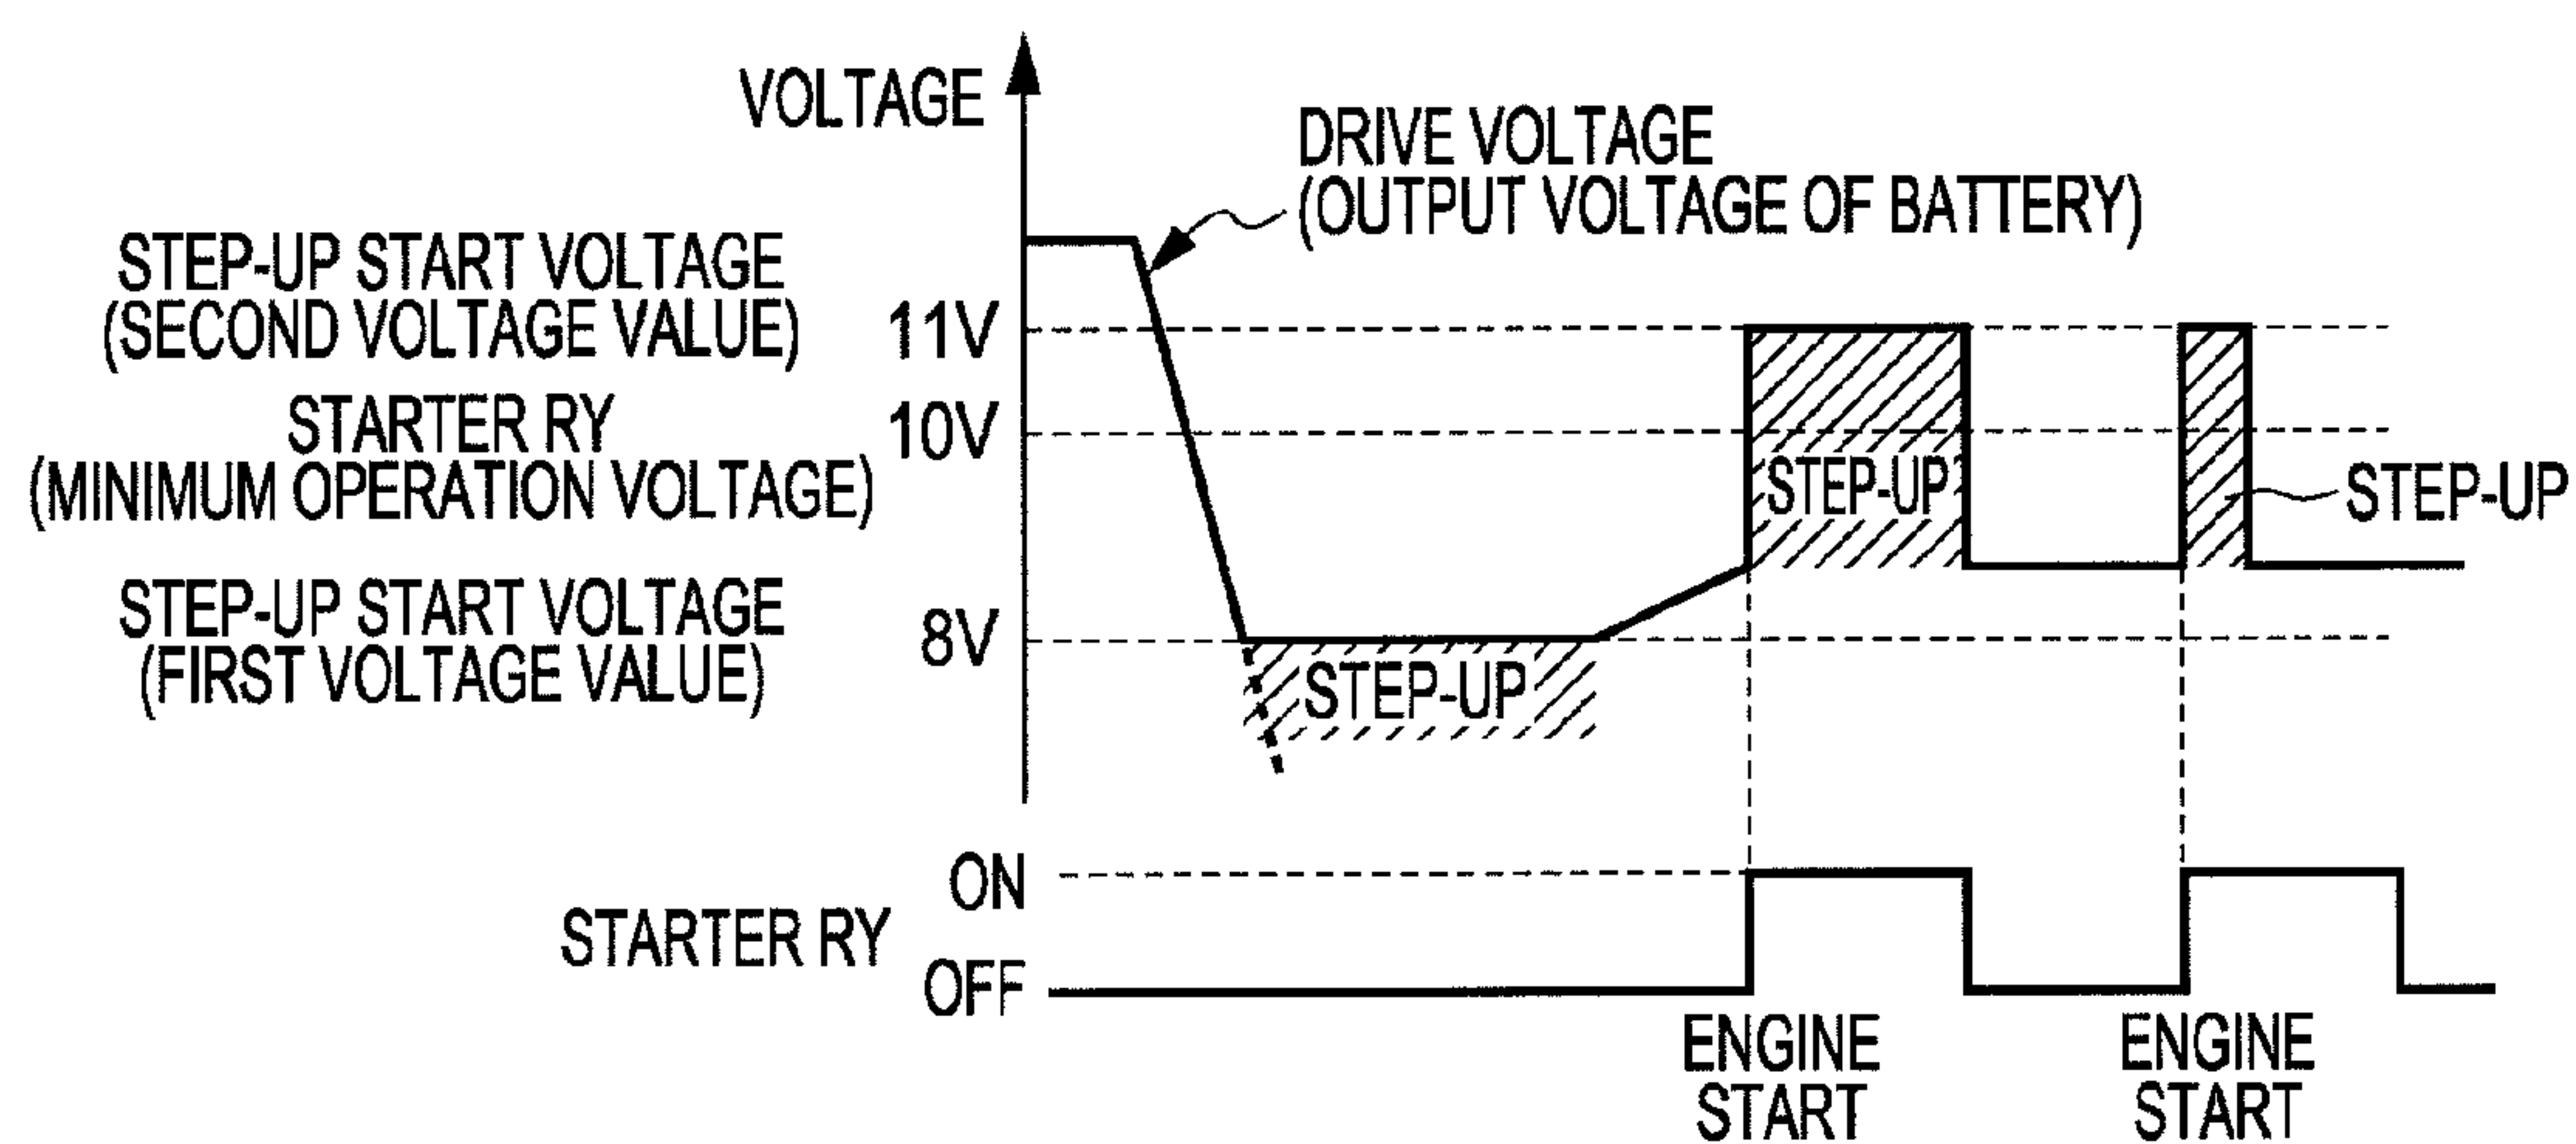 VOLTAGE
DRIVE VOLTAGE
(OUTPUT VOLTAGE OF BATTERY)
STEP-UP START VOLTAGE
(SECOND VOLTAGE VALUE)
11V
STARTER RY
(MINIMUM OPERATION VOLTAGE)
10V
STEP-UP
STEP-UP
STEP-UP START VOLTAGE
(FIRST VOLTAGE VALUE)
8V
STEP-UP
STARTER RY
ON
OFF
ENGINE
START
ENGINE
START